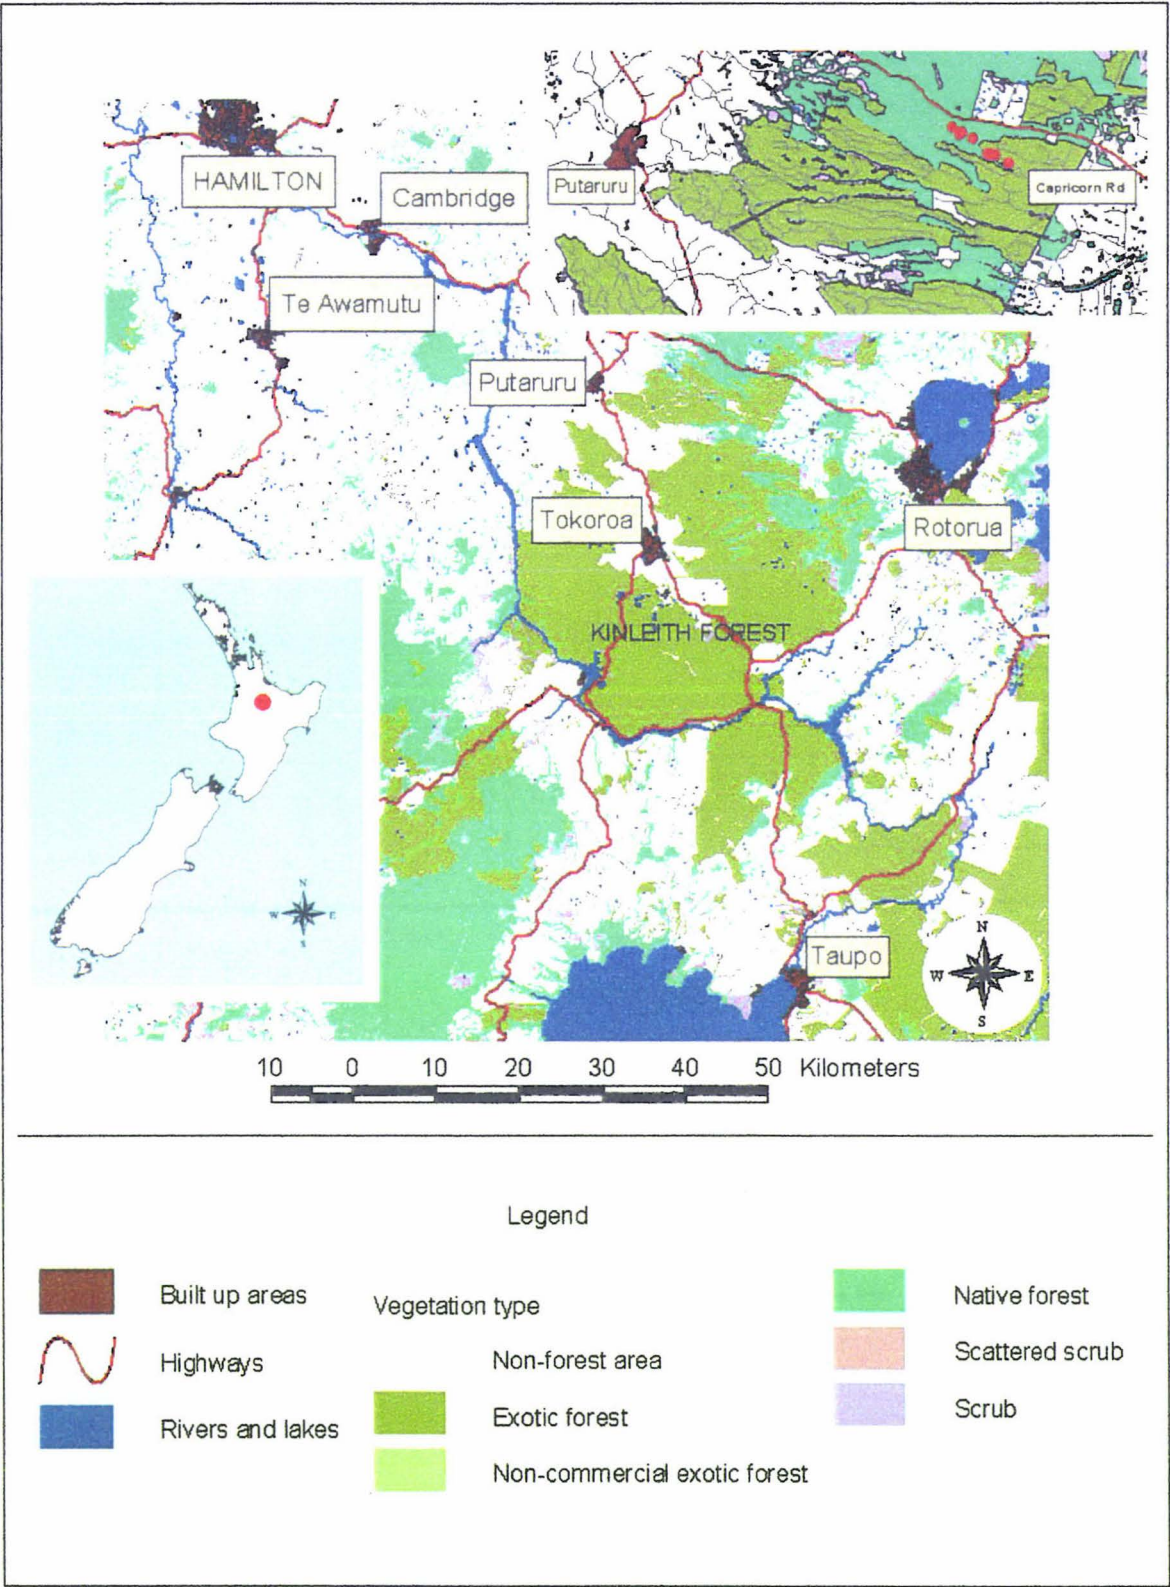 Putaruru
Capricorn Rd
HAMILTON
Cambridge
Te Awamutu
Putaruru
Tokoroa
Rotorua
KINLEITH FOREST
N
W E
S
Taupo
N
W E
S
10 0 10 20 30 40 50 Kilometers
Legend
Built up areas
Highways
Rivers and lakes
Vegetation type
Non-forest area
Exotic forest
Non-commercial exotic forest
Native forest
Scattered scrub
Scrub